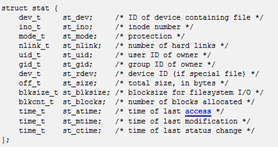 struct stat {
dev_t st_dev; /* ID of device containing file */
ino_t st_ino; /* inode number */
mode_t st_mode; /* protection */
nlink_t st_nlink; /* number of hard links */
uid_t st_uid; /* user ID of owner */
gid_t st_gid; /* group ID of owner */
dev_t st_rdev; /* device ID (if special file) */
off_t st_size; /* total size, in bytes */
blksize_t st_blksize; /* blocksize for filesystem I/O */
blkcnt_t st_blocks; /* number of blocks allocated */
time_t st_atime; /* time of last access */
time_t st_mtime; /* time of last modification */
time_t st_ctime; /* time of last status change */
};